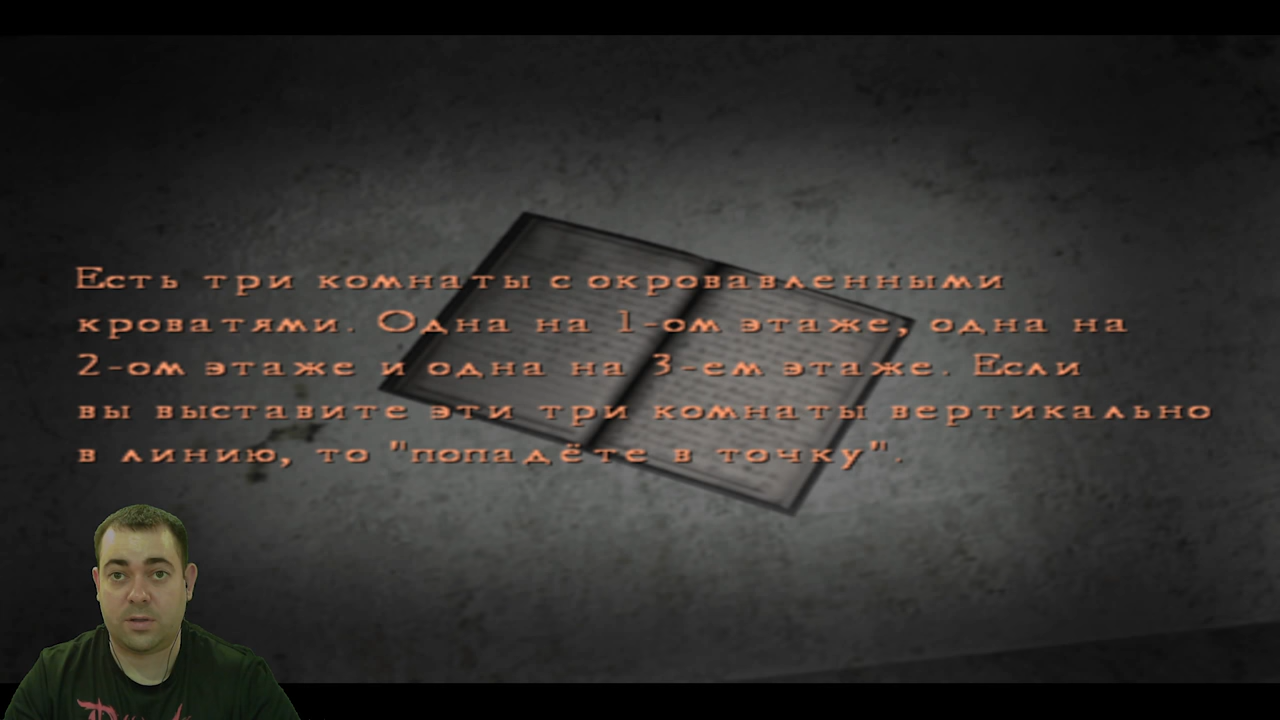 Есть три комнаты с окровавленными
кроватями. Одна на 1-ом этаже, одна на
2-ом этаже и одна на 3-ем этаже. Если
вы выставите эти три комнаты вертикально
в линию, то "попадёте в точку".